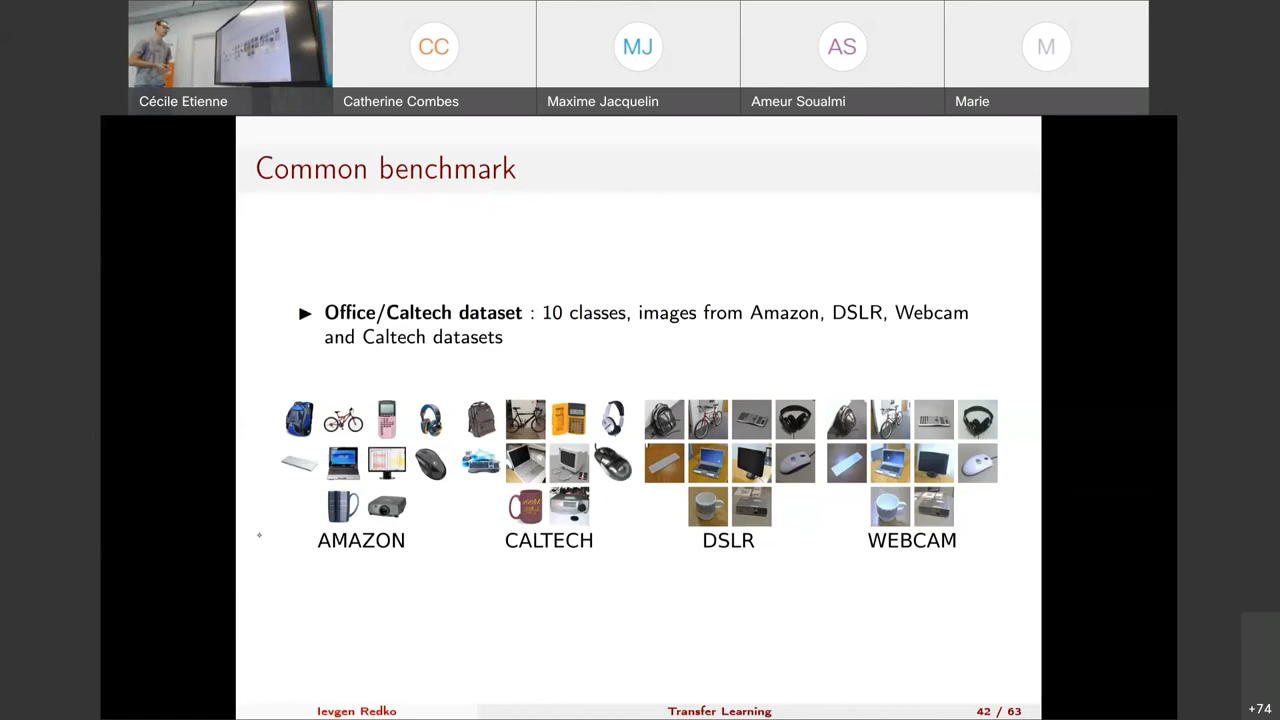 CC
MJ
AS
M
Cécile Etienne
Catherine Combes
Maxime Jacquelin
Ameur Soualmi
Marie
Common benchmark
► Office/Caltech dataset : 10 classes, images from Amazon, DSLR, Webcam
and Caltech datasets
AMAZON
CALTECH
DSLR
WEBCAM
Ievgen Redko
Transfer Learning
42 / 63
+74